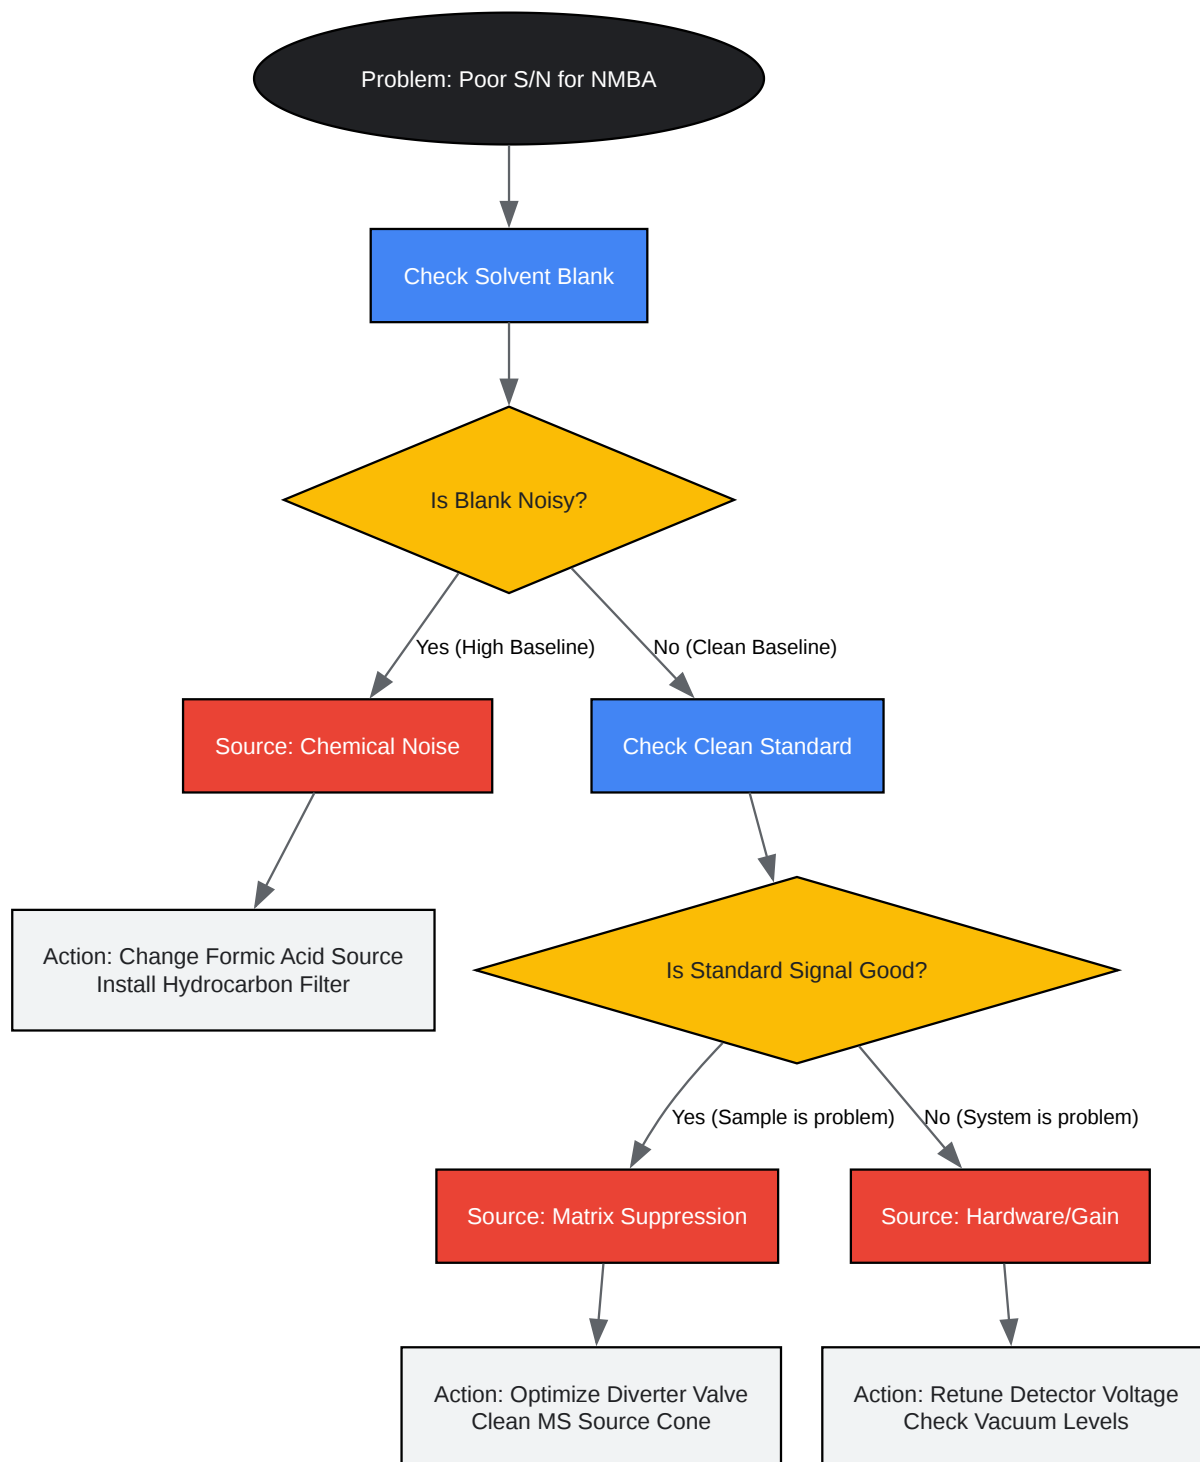 Problem: Poor S/N for NMBA
Check Solvent Blank
Is Blank Noisy?
Yes (High Baseline)
No (Clean Baseline)
Source: Chemical Noise
Check Clean Standard
Action: Change Formic Acid Source
Install Hydrocarbon Filter
Is Standard Signal Good?
Yes (Sample is problem)
No (System is problem)
Source: Matrix Suppression
Source: Hardware/Gain
Action: Optimize Diverter Valve
Clean MS Source Cone
Action: Retune Detector Voltage
Check Vacuum Levels